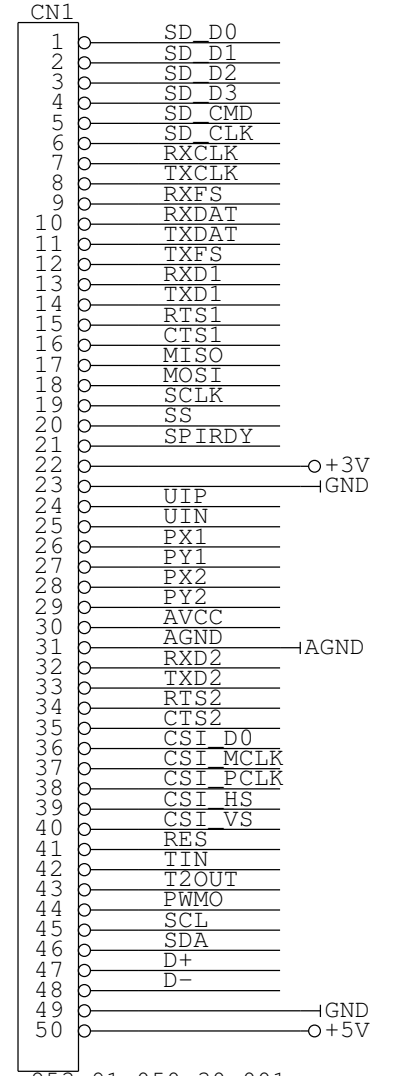 CN1
1 SD_D0
2 SD_D1
3 SD_D2
4 SD_D3
5 SD_CMD
6 SD_CLK
7 RXCLK
8 TXCLK
9 RXFS
10 RXDAT
11 TXDAT
12 TXFS
13 RXD1
14 TXD1
15 RTS1
16 CTS1
17 MISO
18 MOSI
19 SCLK
20 SS
21 SPIRDY
22 +3V
23 GND
24 UIP
25 UIN
26 PX1
27 PY1
28 PX2
29 PY2
30 AVCC
31 AGND AGND
32 RXD2
33 TXD2
34 RTS2
35 CTS2
36 CSI_D0
37 CSI_MCLK
38 CSI_PCLK
39 CSI_HS
40 CSI_VS
41 RES
42 TIN
43 T2OUT
44 PWMO
45 SCL
46 SDA
47 D+
48 D-
49 GND
50 +5V